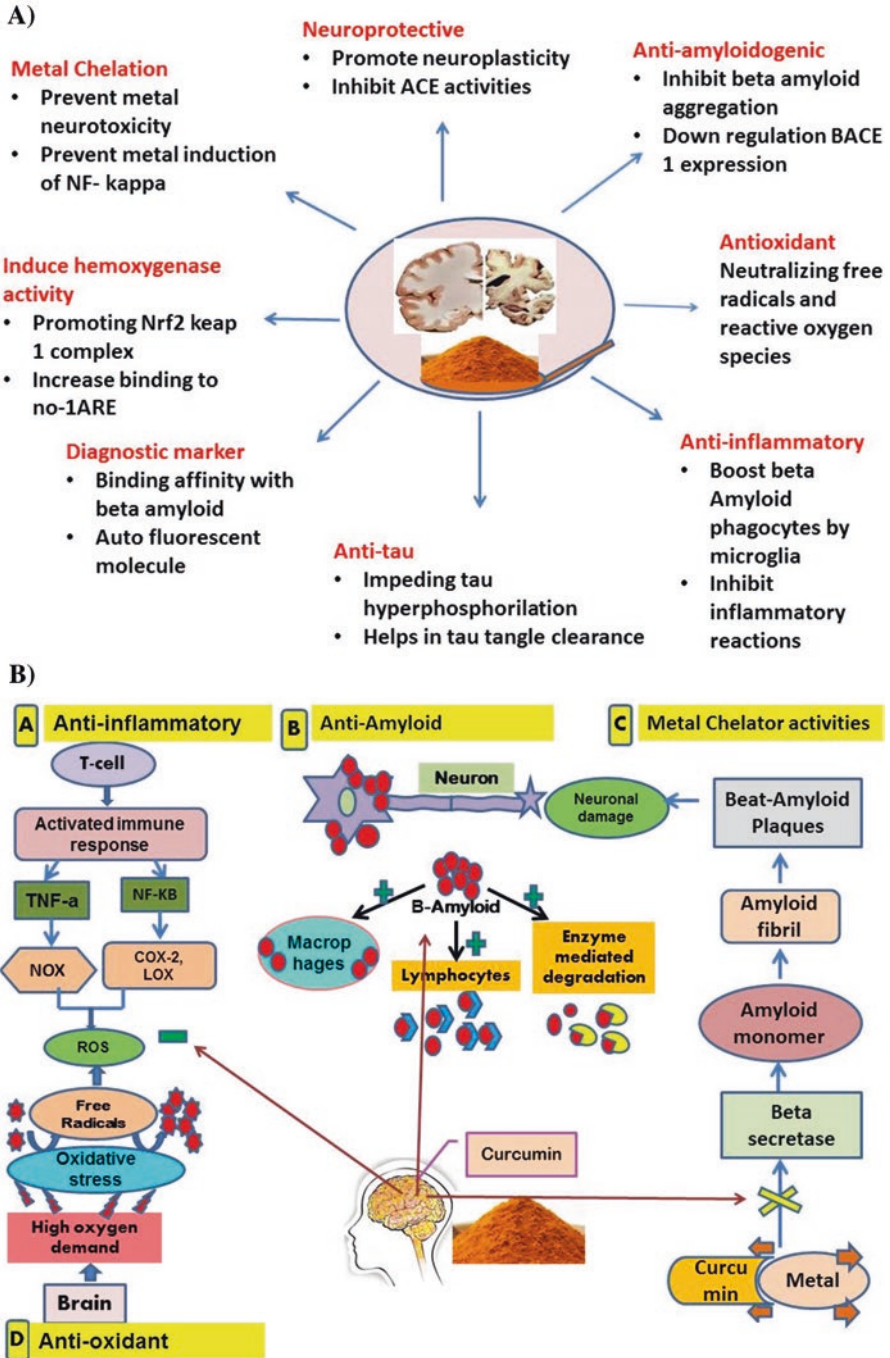 A)
Neuroprotective
• Promote neuroplasticity
• Inhibit ACE activities
Metal Chelation
• Prevent metal
neurotoxicity
• Prevent metal induction
of NF- kappa
Anti-amyloidogenic
• Inhibit beta amyloid
aggregation
• Down regulation BACE
1 expression
Induce hemoxygenase
activity
• Promoting Nrf2 keap
1 complex
• Increase binding to
no-1ARE
Antioxidant
Neutralizing free
radicals and
reactive oxygen
species
Diagnostic marker
• Binding affinity with
beta amyloid
• Auto fluorescent
molecule
Anti-tau
• Impeding tau
hyperphosphorilation
• Helps in tau tangle clearance
Anti-inflammatory
• Boost beta
Amyloid
phagocytes by
microglia
• Inhibit
inflammatory
reactions
B)
A Anti-inflammatory
T-cell
Activated immune
response
TNF-a
NF-KB
NOX
COX-2,
LOX
ROS
Free
Radicals
Oxidative
stress
High oxygen
demand
Brain
D Anti-oxidant
B Anti-Amyloid
Neuron
Neuronal
damage
B-Amyloid
Macrop
hages
Lymphocytes
Enzyme
mediated
degradation
Curcumin
C Metal Chelator activities
Beat-Amyloid
Plaques
Amyloid
fibril
Amyloid
monomer
Beta
secretase
Curcu
min
Metal